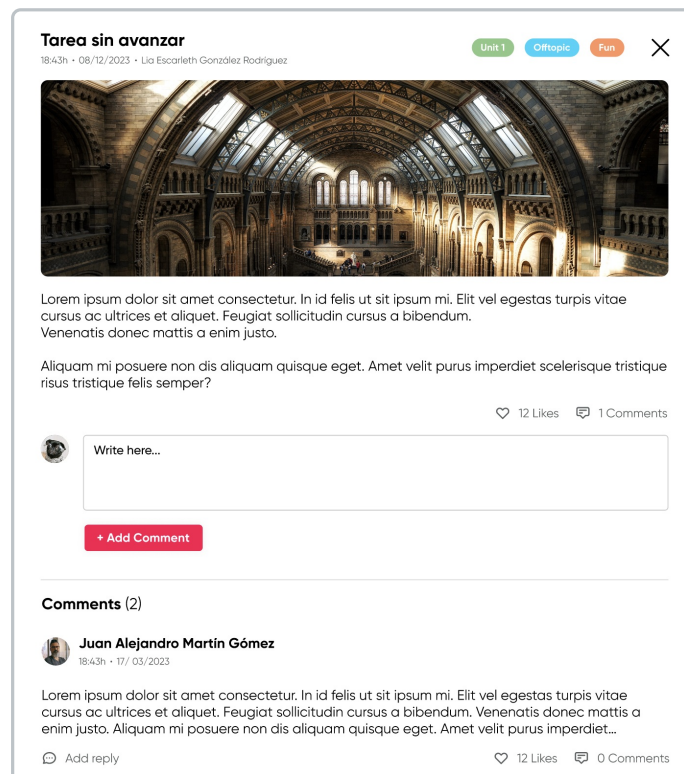 Tarea sin avanzar
Unit 1
Offtopic
Fun
18:43h • 08/12/2023 • Lia Escarleth González Rodríguez
Lorem ipsum dolor sit amet consectetur. In id felis ut sit ipsum mi. Elit vel egestas turpis vitae
cursus ac ultrices et aliquet. Feugiat sollicitudin cursus a bibendum.
Venenatis donec mattis a enim justo.
Aliquam mi posuere non dis aliquam quisque eget. Amet velit purus imperdiet scelerisque tristique
risus tristique felis semper?
12 Likes 1 Comments
Write here...
+ Add Comment
Comments (2)
Juan Alejandro Martín Gómez
18:43h • 17/ 03/2023
Lorem ipsum dolor sit amet consectetur. In id felis ut sit ipsum mi. Elit vel egestas turpis vitae
cursus ac ultrices et aliquet. Feugiat sollicitudin cursus a bibendum. Venenatis donec mattis a
enim justo. Aliquam mi posuere non dis aliquam quisque eget. Amet velit purus imperdiet...
Add reply 12 Likes 0 Comments